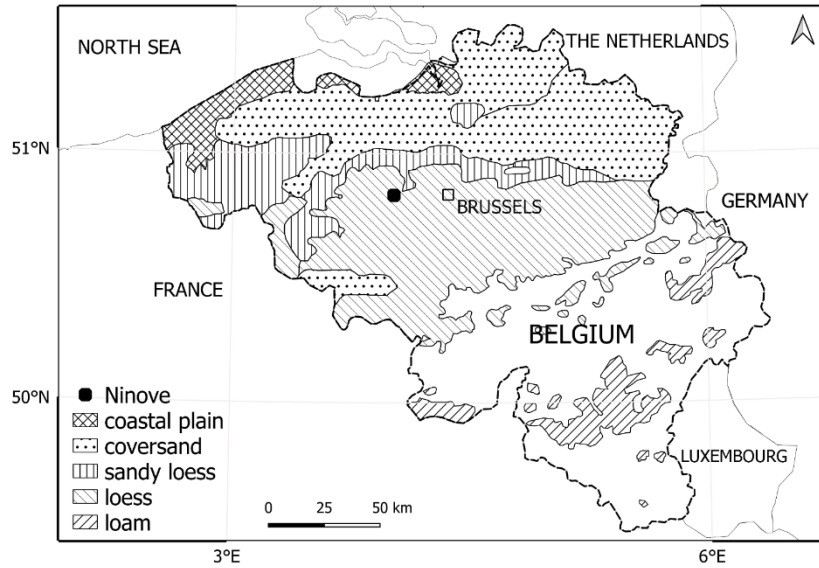 NORTH SEA
THE NETHERLANDS
51°N
GERMANY
BRUSSELS
FRANCE
BELGIUM
50°N
Ninove
coastal plain
coversand
sandy loess
loess
loam
LUXEMBOURG
0 25 50 km
3°E
6°E